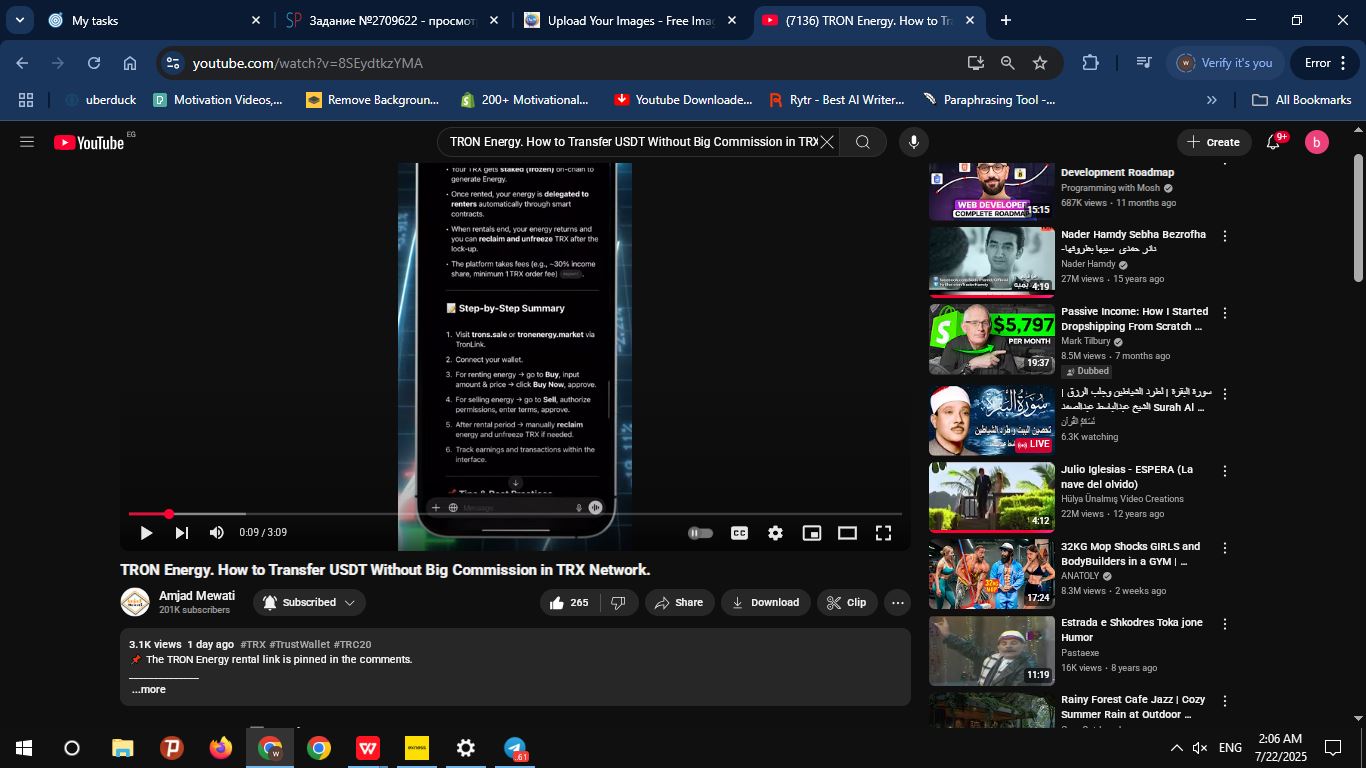 My tasks
Задание №2709622 - просмот
Upload Your Images - Free Imag
(7136) TRON Energy. How to Tr
youtube.com/watch?v=8SEydtkzYMA
Verify it's you
Error
uberduck
Motivation Videos,...
Remove Backgroun...
200+ Motivational...
Youtube Downloade...
Rytr - Best AI Writer...
Paraphrasing Tool -...
All Bookmarks
YouTube EG
TRON Energy. How to Transfer USDT Without Big Commission in TRX
Create
9+
b
Your TRX gets staked (frozen) on-chain to
generate Energy.
Once rented, your energy is delegated to
renters automatically through smart
contracts.
When rentals end, your energy returns and
you can reclaim and unfreeze TRX after the
lock-up.
The platform takes fees (e.g., ~30% income
share, minimum 1 TRX order fee)
Step-by-Step Summary
1. Visit trons.sale or tronenergy.market via
TronLink.
2. Connect your wallet.
3. For renting energy → go to Buy, input
amount & price → click Buy Now, approve.
4. For selling energy → go to Sell, authorize
permissions, enter terms, approve.
5. After rental period → manually reclaim
energy and unfreeze TRX if needed.
6. Track earnings and transactions within the
interface.
Message
0:09 / 3:09
CC
TRON Energy. How to Transfer USDT Without Big Commission in TRX Network.
Amjad Mewati
201K subscribers
Subscribed
265
Share
Download
Clip
3.1K views 1 day ago #TRX #TrustWallet #TRC20
📌 The TRON Energy rental link is pinned in the comments.
...more
WEB DEVELOPER
COMPLETE ROADMAP
15:15
Development Roadmap
Programming with Mosh
687K views • 11 months ago
4:19
Nader Hamdy Sebha Bezrofha
-نادر حمدى سيبها بظروفها
Nader Hamdy
27M views • 15 years ago
$5,797
PER MONTH
19:37
Passive Income: How I Started
Dropshipping From Scratch ...
Mark Tilbury
8.5M views • 7 months ago
Dubbed
سورة البقرة
LIVE
سورة البقرة | لطرد الشياطين وجلب الرزق |
الشيخ عبدالباسط عبدالصمد Surah Al ...
6.3K watching
4:12
Julio Iglesias - ESPERA (La
nave del olvido)
Hülya Ünalmış Video Creations
22M views • 12 years ago
32KG
17:24
32KG Mop Shocks GIRLS and
BodyBuilders in a GYM | ...
ANATOLY
8.3M views • 2 weeks ago
11:19
Estrada e Shkodres Toka jone
Humor
Pastaexe
16K views • 8 years ago
Rainy Forest Cafe Jazz | Cozy
Summer Rain at Outdoor ...
exness
61
ENG
2:06 AM
7/22/2025